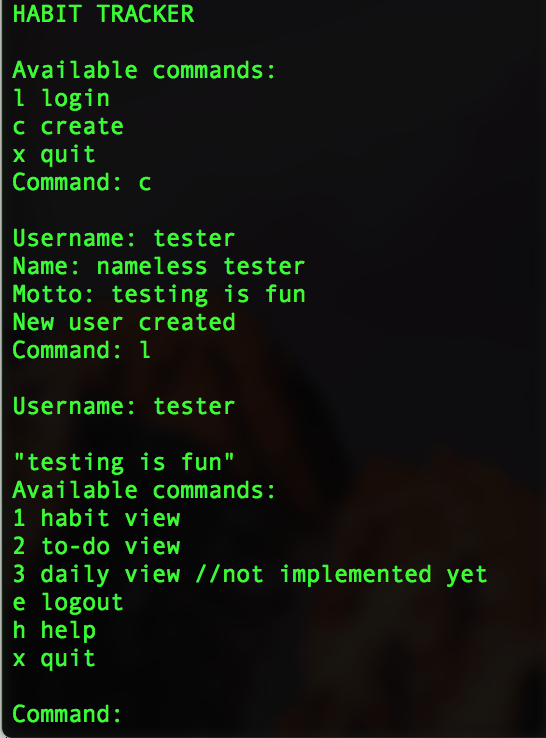 HABIT TRACKER
Available commands:
l login
c create
x quit
Command: c
Username: tester
Name: nameless tester
Motto: testing is fun
New user created
Command: l
Username: tester
"testing is fun"
Available commands:
1 habit view
2 to-do view
3 daily view //not implemented yet
e logout
h help
x quit
Command: